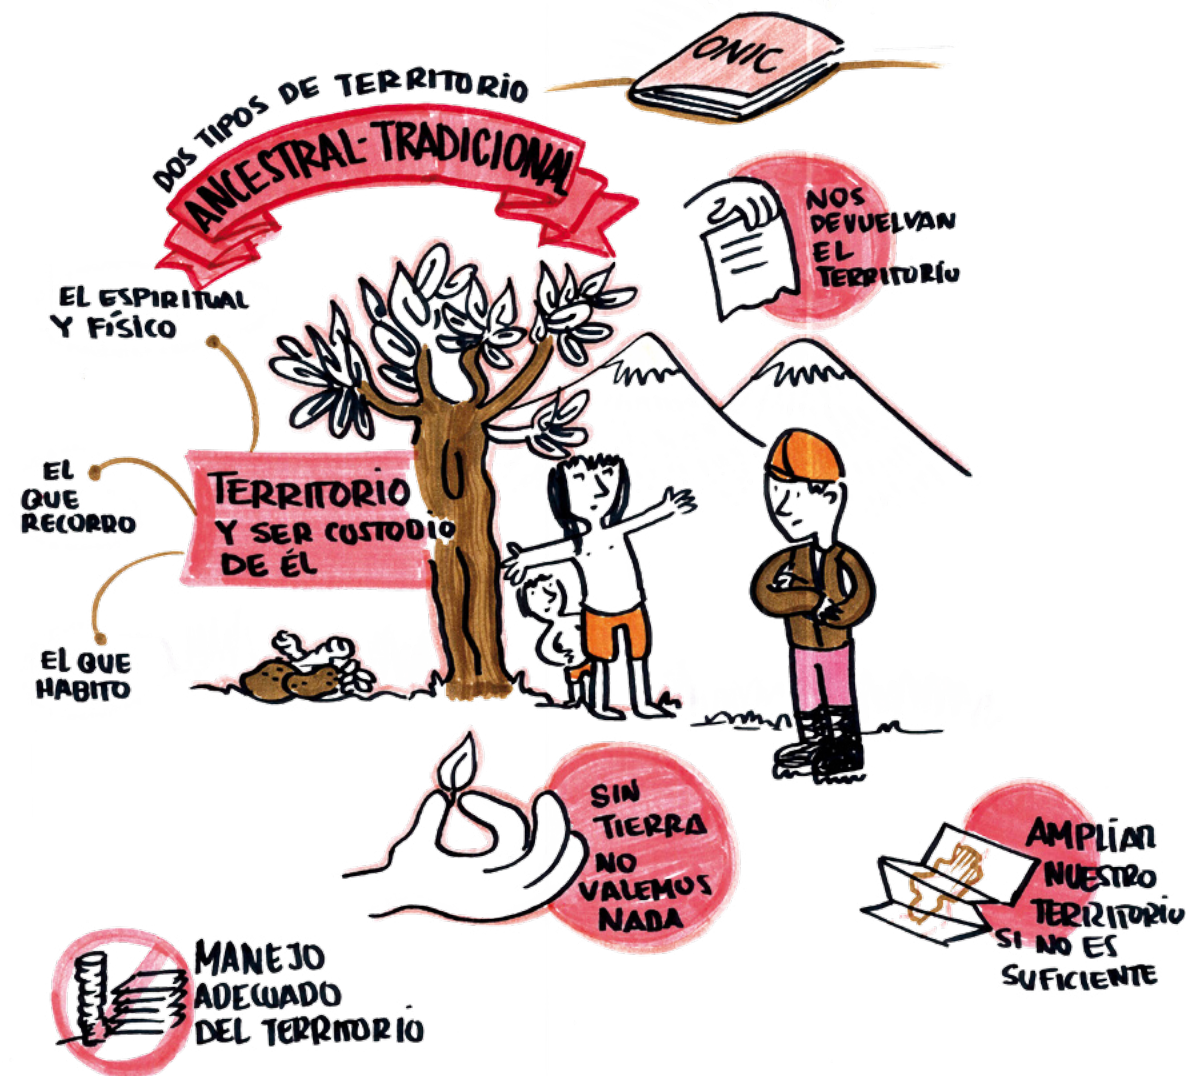 ONIC
DOS TIPOS DE TERRITORIO
ANCESTRAL-TRADICIONAL
NOS
DEVUELVAN
EL
TERRITORIO
EL ESPIRITUAL
Y FÍSICO
EL
QUE
RECORRO
TERRITORIO
Y SER CUSTODIO
DE ÉL
EL QUE
HABITO
SIN
TIERRA
NO
VALEMOS
NADA
AMPLIAR
NUESTRO
TERRITORIO
SI NO ES
SUFICIENTE
MANEJO
ADECUADO
DEL TERRITORIO